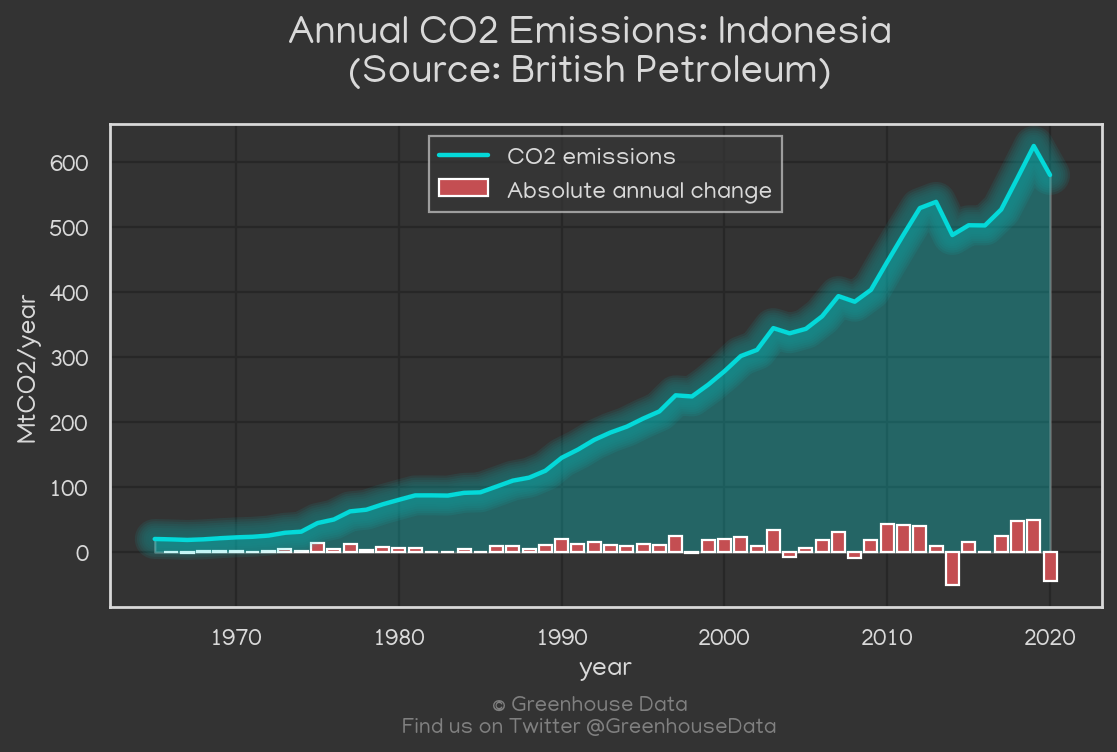 Annual CO2 Emissions: Indonesia
(Source: British Petroleum)
CO2 emissions
Absolute annual change
600
500
400
300
200
100
0
MtCO2/year
1970 1980 1990 2000 2010 2020
year
© Greenhouse Data
Find us on Twitter @GreenhouseData